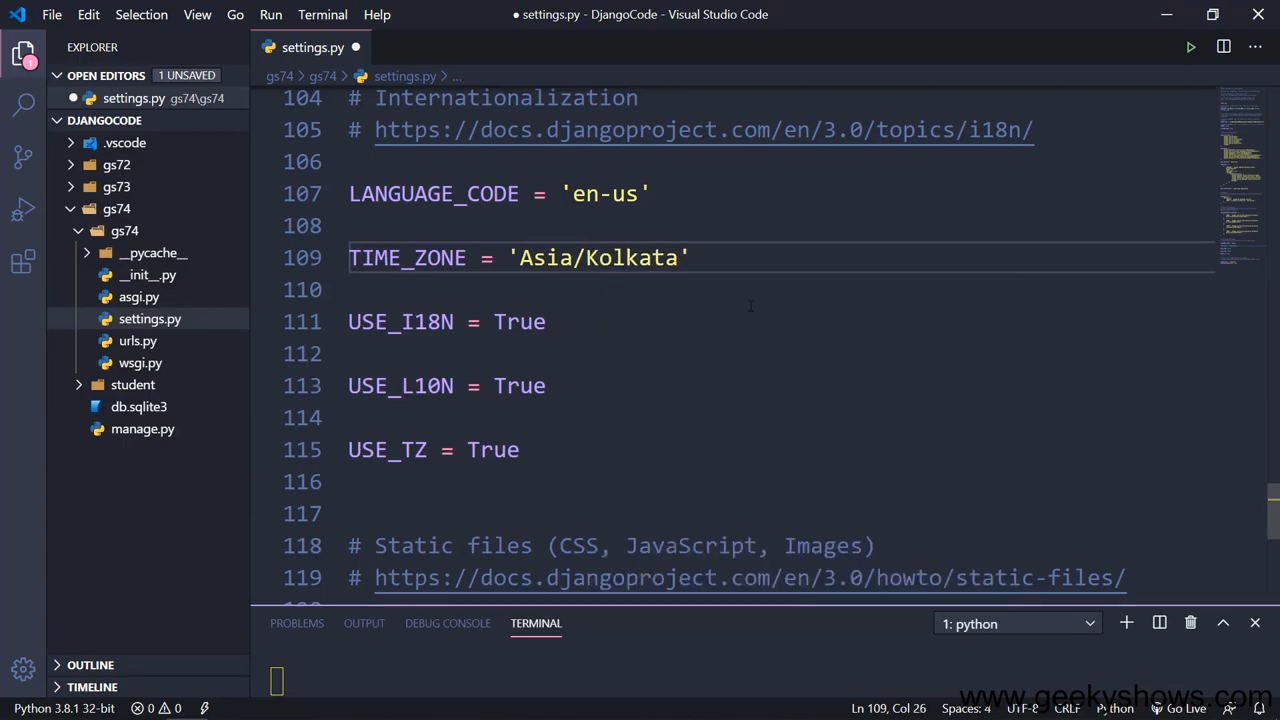 File Edit Selection View Go Run Terminal Help
● settings.py - DjangoCode - Visual Studio Code
EXPLORER
OPEN EDITORS 1 UNSAVED
settings.py gs74\gs74
DJANGOCODE
.vscode
gs72
gs73
gs74
gs74
__pycache__
__init__.py
asgi.py
settings.py
urls.py
wsgi.py
student
db.sqlite3
manage.py
OUTLINE
TIMELINE
1
settings.py
gs74 > gs74 > settings.py > ...
104 # Internationalization
105 # https://docs.djangoproject.com/en/3.0/topics/i18n/
106
107 LANGUAGE_CODE = 'en-us'
108
109 TIME_ZONE = 'Asia/Kolkata'
110
111 USE_I18N = True
112
113 USE_L10N = True
114
115 USE_TZ = True
116
117
118 # Static files (CSS, JavaScript, Images)
119 # https://docs.djangoproject.com/en/3.0/howto/static-files/
PROBLEMS OUTPUT DEBUG CONSOLE TERMINAL 1: python
www.geekyshows.com
Python 3.8.1 32-bit 0 0 Ln 109, Col 26 Spaces: 4 UTF-8 CRLF Python Go Live